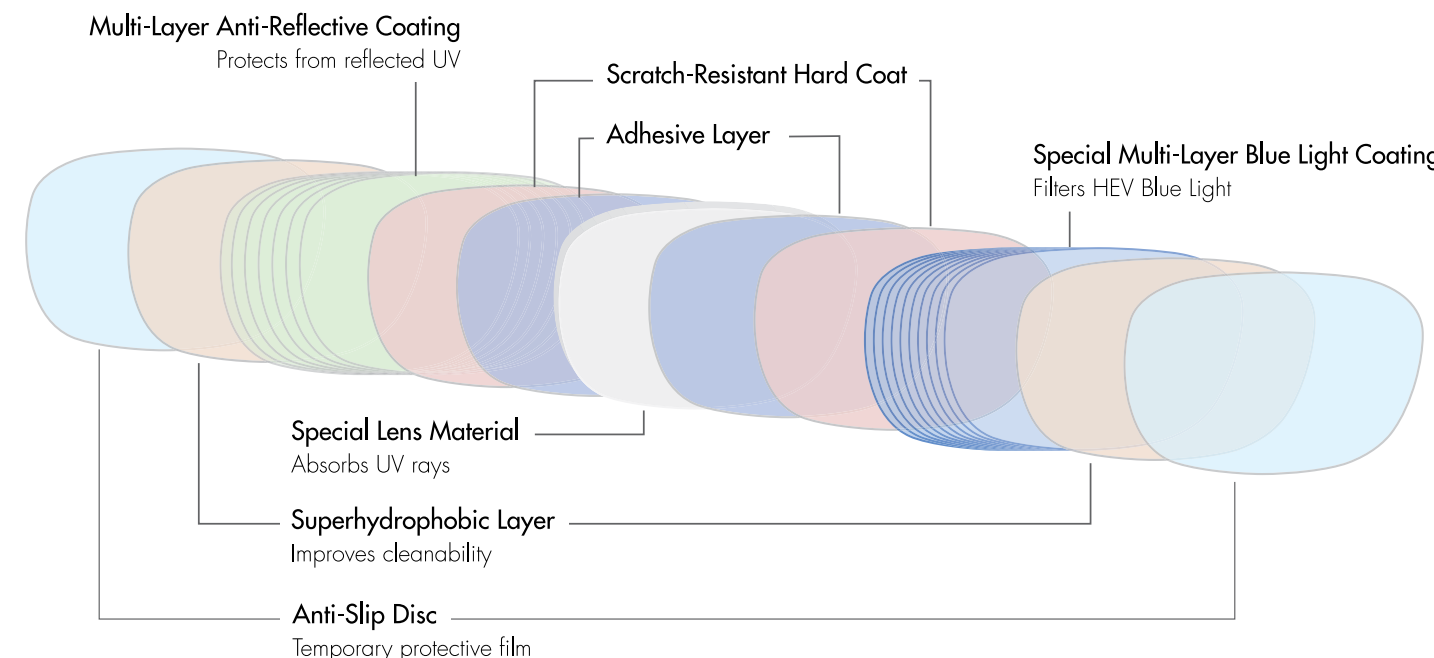 Multi-Layer Anti-Reflective Coating
Protects from reflected UV
Scratch-Resistant Hard Coat
Adhesive Layer
Special Multi-Layer Blue Light Coating
Filters HEV Blue Light
Special Lens Material
Absorbs UV rays
Superhydrophobic Layer
Improves cleanability
Anti-Slip Disc
Temporary protective film